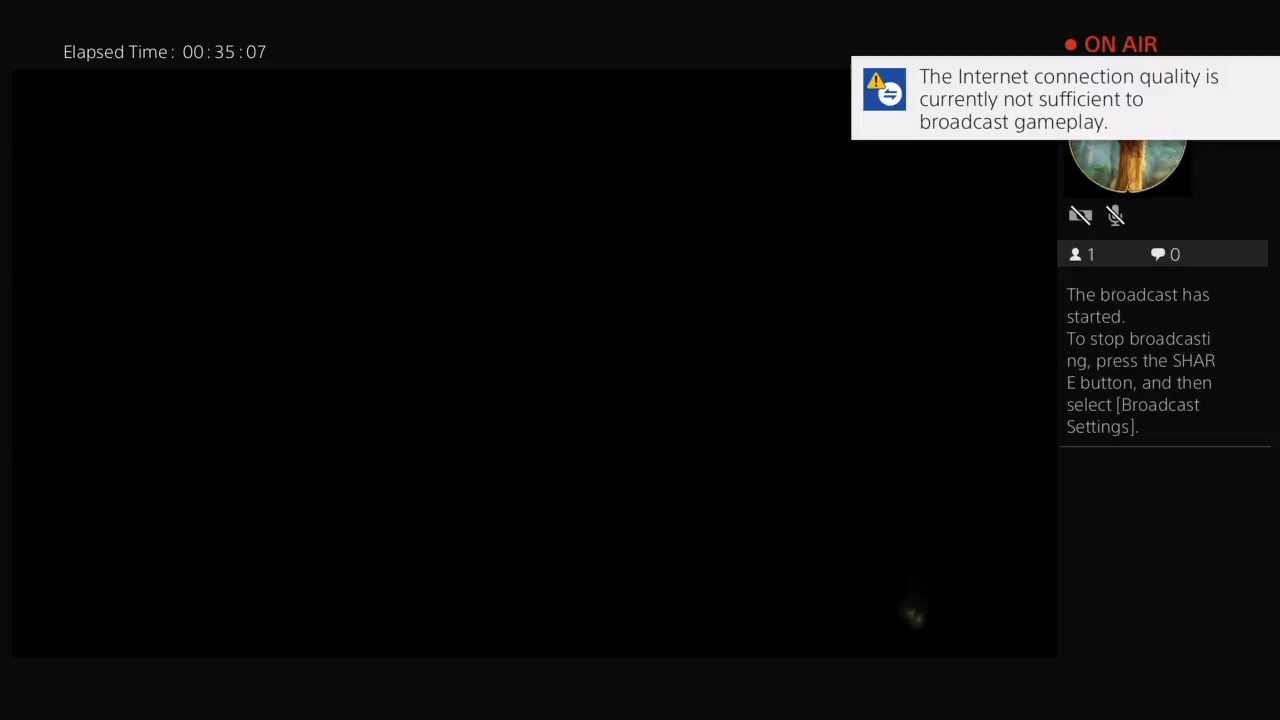 Elapsed Time: 00:35:07
ON AIR
The Internet connection quality is
currently not sufficient to
broadcast gameplay.
1 0
The broadcast has
started.
To stop broadcasti
ng, press the SHAR
E button, and then
select [Broadcast
Settings].